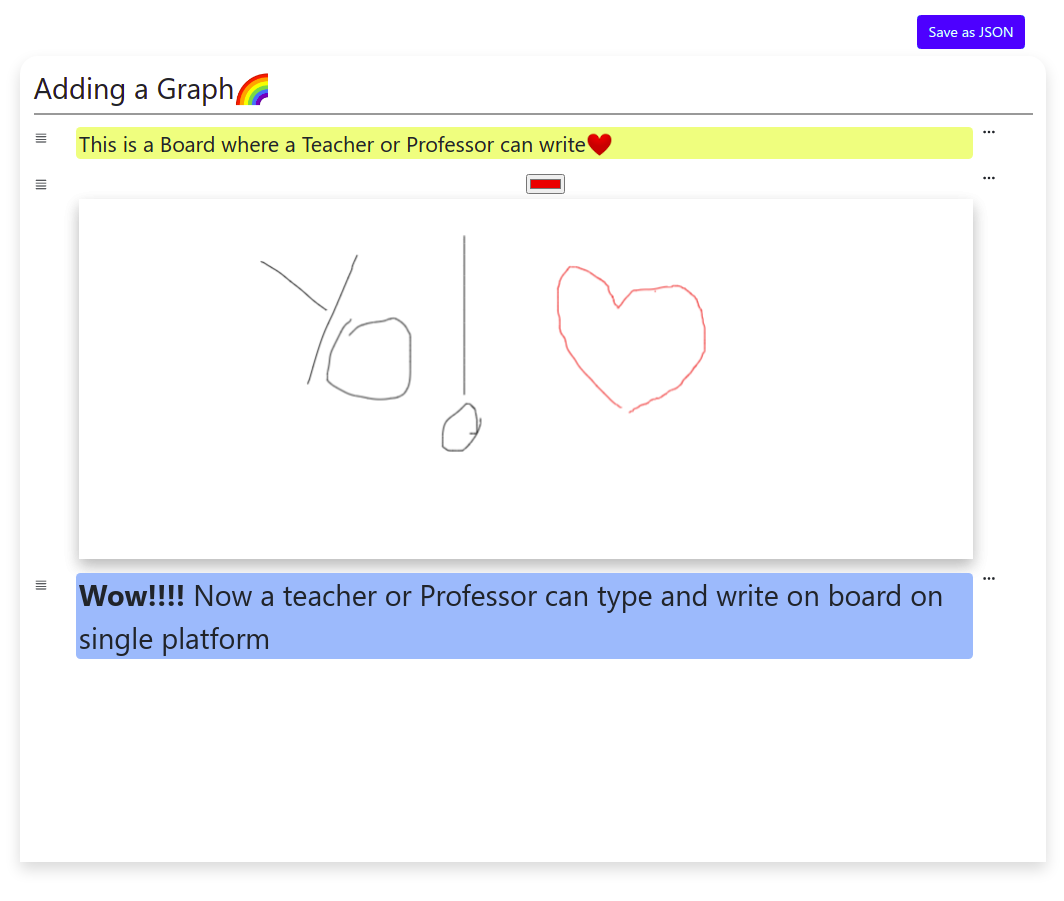 Save as JSON
Adding a Graph🌈
This is a Board where a Teacher or Professor can write❤️
Yo!
Wow!!!! Now a teacher or Professor can type and write on board on
single platform